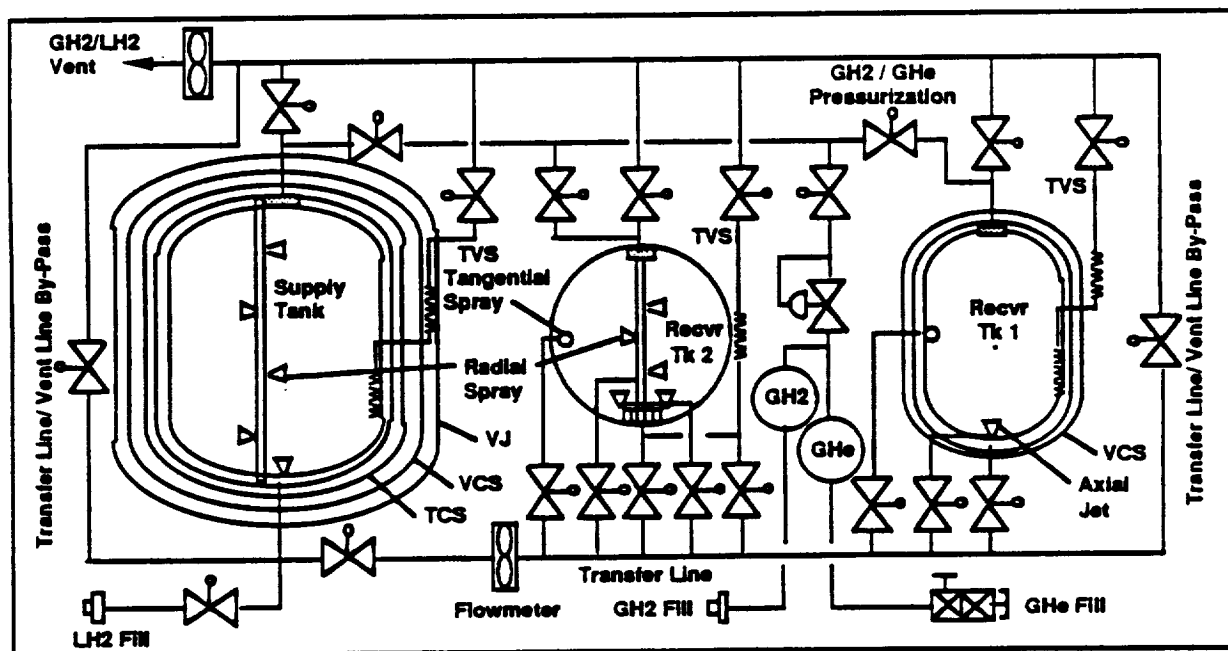 GH2/LH2
Vent
GH2 / GHe
Pressurization
TVS
TVS
Tangential
Spray
TVS
Supply
Tank
Recvr
Tk 2
Recvr
Tk 1
Radial
Spray
GH2
GHe
VJ
VCS
TCS
VCS
Axial
Jet
Transfer Line/ Vent Line By-Pass
Transfer Line/ Vent Line By-Pass
Transfer Line
Flowmeter
GH2 Fill
GHe Fill
LH2 Fill